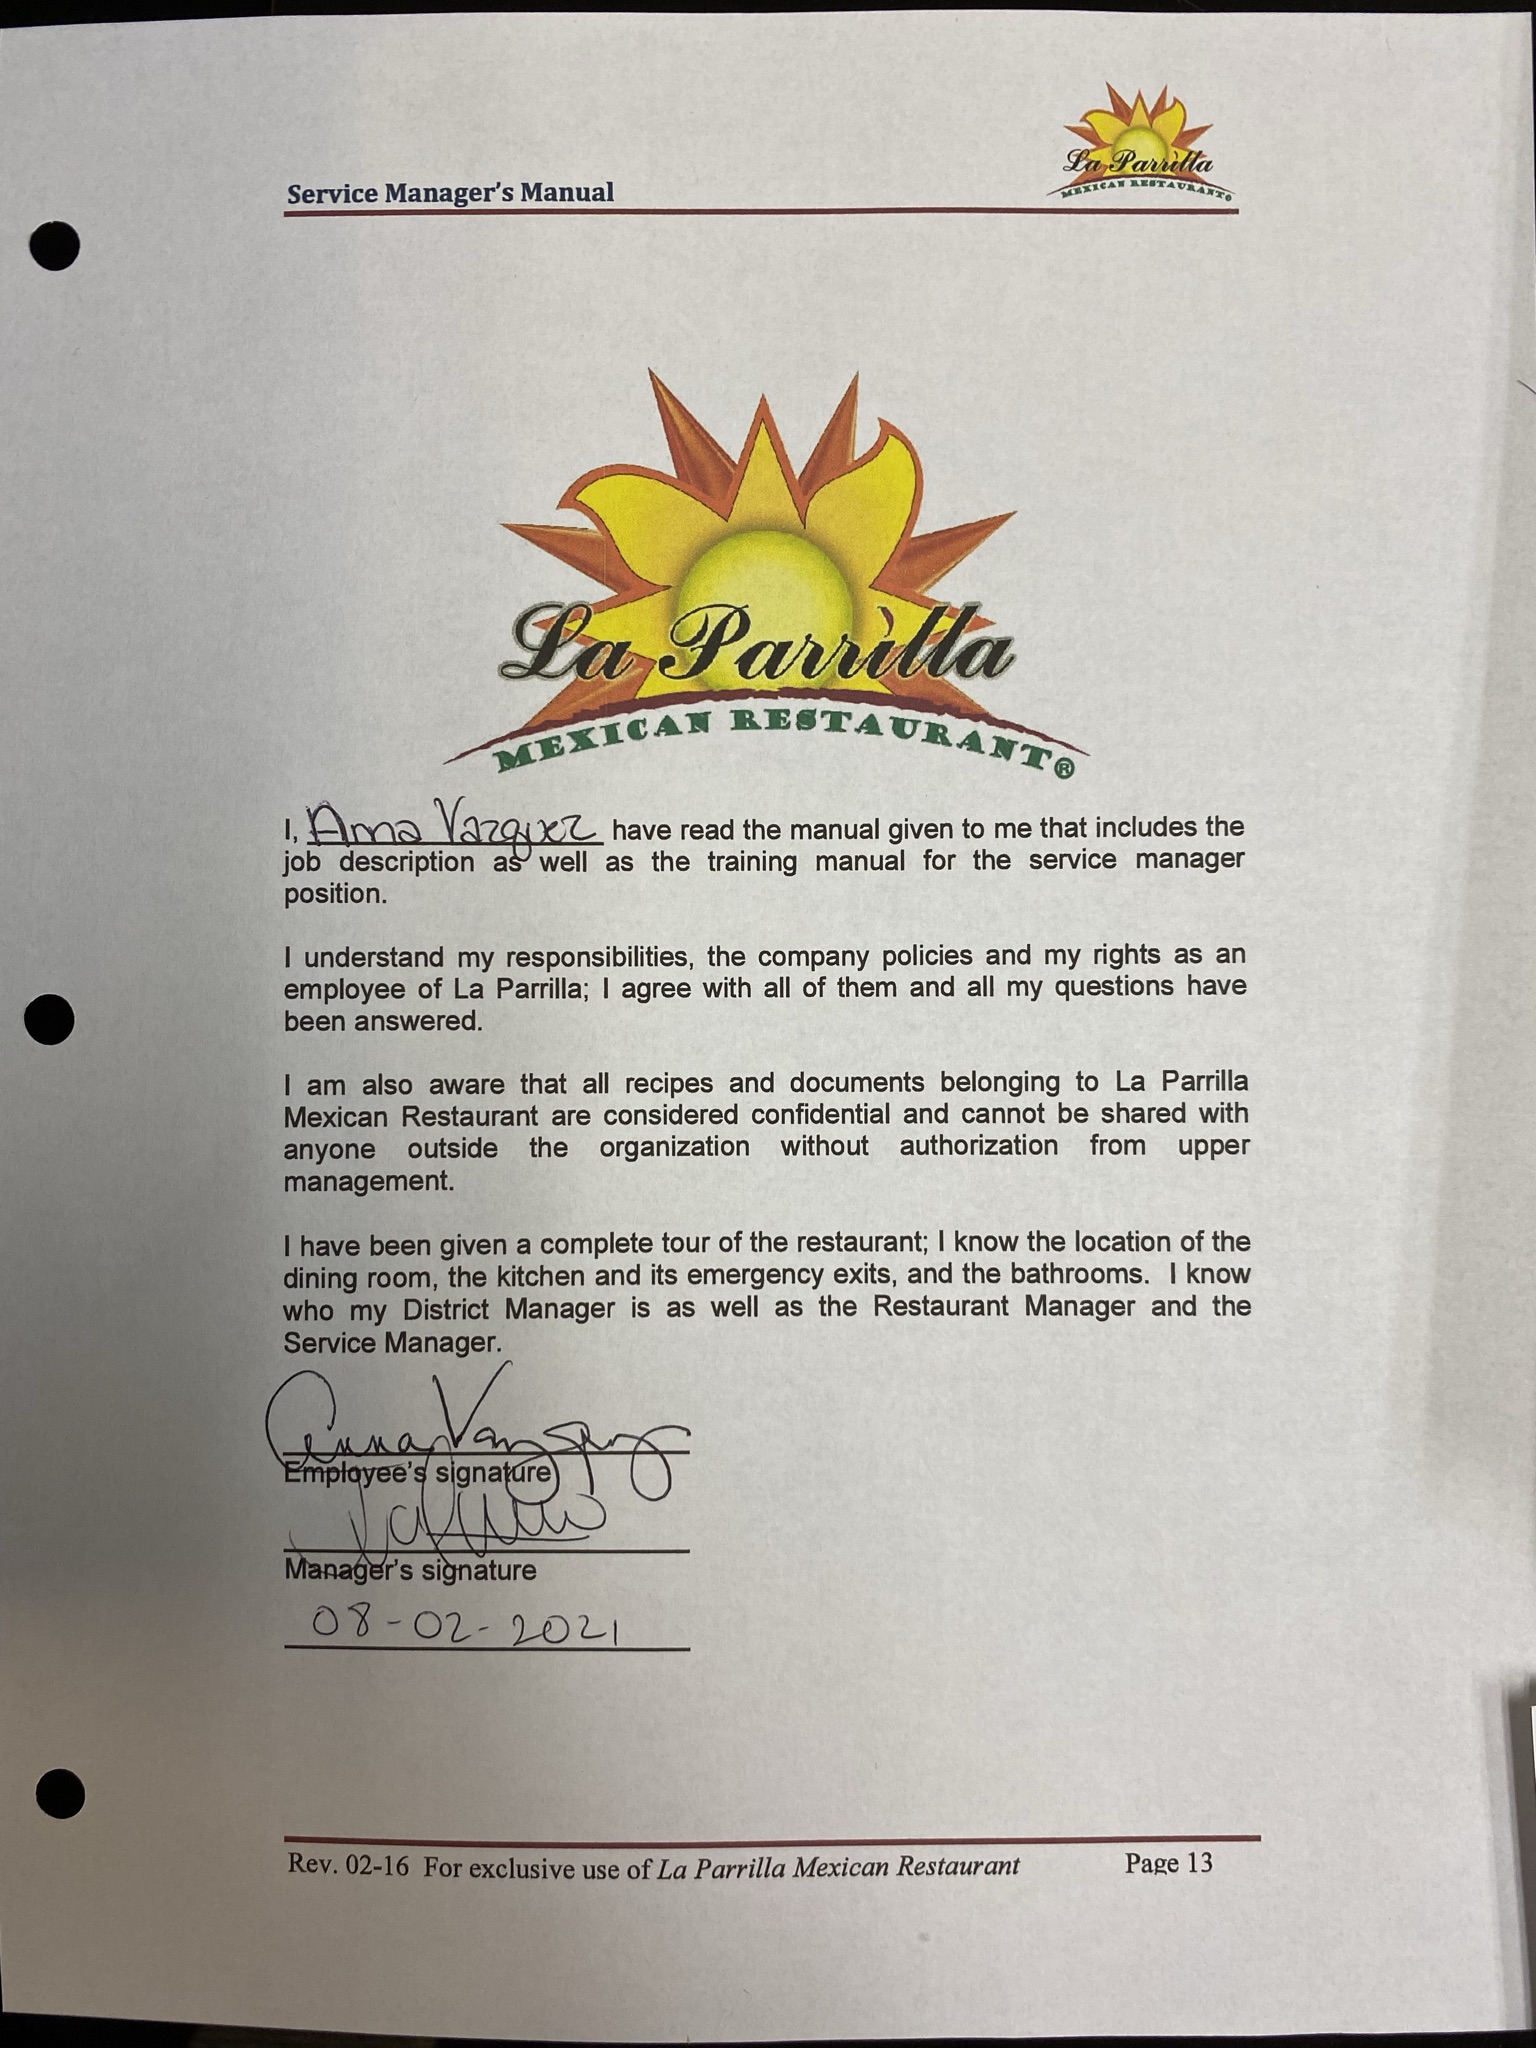 Service Manager's Manual
La Parrilla
MEXICAN RESTAURANT®
La Parrilla
MEXICAN RESTAURANT®
I, Anna Vazquez have read the manual given to me that includes the
job description as well as the training manual for the service manager
position.
I understand my responsibilities, the company policies and my rights as an
employee of La Parrilla; I agree with all of them and all my questions have
been answered.
I am also aware that all recipes and documents belonging to La Parrilla
Mexican Restaurant are considered confidential and cannot be shared with
anyone outside the organization without authorization from upper
management.
I have been given a complete tour of the restaurant; I know the location of the
dining room, the kitchen and its emergency exits, and the bathrooms. I know
who my District Manager is as well as the Restaurant Manager and the
Service Manager.
Anna Vazquez
Employee's signature
Manager's signature
08-02-2021
Rev. 02-16 For exclusive use of La Parrilla Mexican Restaurant Page 13